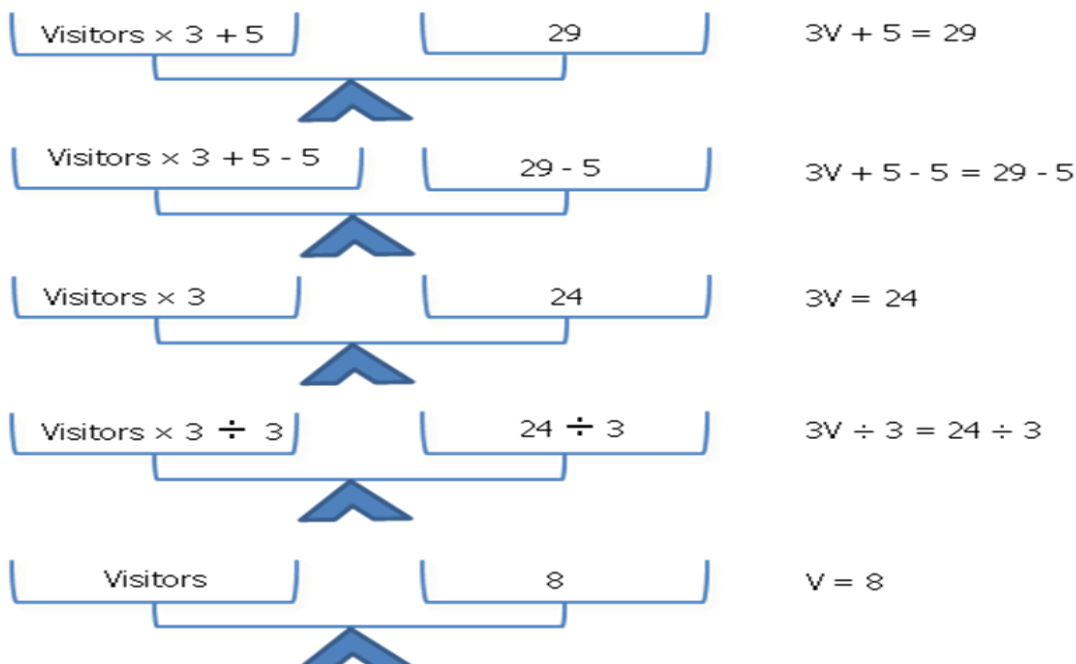 Visitors × 3 + 5 29 3V + 5 = 29
Visitors × 3 + 5 - 5 29 - 5 3V + 5 - 5 = 29 - 5
Visitors × 3 24 3V = 24
Visitors × 3 ÷ 3 24 ÷ 3 3V ÷ 3 = 24 ÷ 3
Visitors 8 V = 8